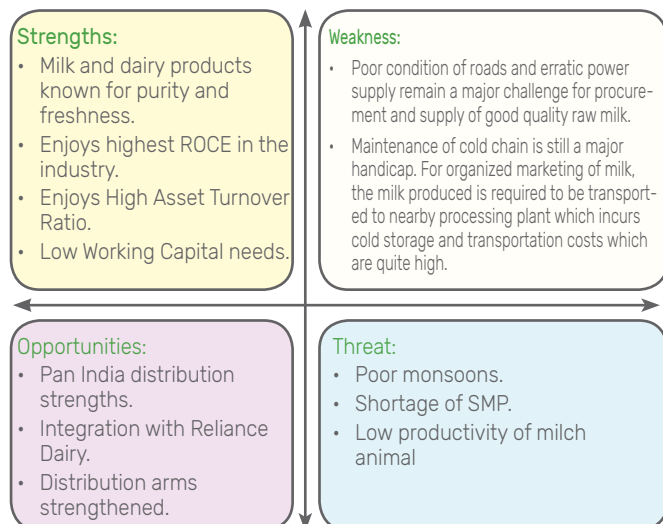 Strengths:
• Milk and dairy products
known for purity and
freshness.
• Enjoys highest ROCE in the
industry.
• Enjoys High Asset Turnover
Ratio.
• Low Working Capital needs.
Weakness:
• Poor condition of roads and erratic power
supply remain a major challenge for procure-
ment and supply of good quality raw milk.
• Maintenance of cold chain is still a major
handicap. For organized marketing of milk,
the milk produced is required to be transport-
ed to nearby processing plant which incurs
cold storage and transportation costs which
are quite high.
Opportunities:
• Pan India distribution
strengths.
• Integration with Reliance
Dairy.
• Distribution arms
strengthened.
Threat:
• Poor monsoons.
• Shortage of SMP.
• Low productivity of milch
animal